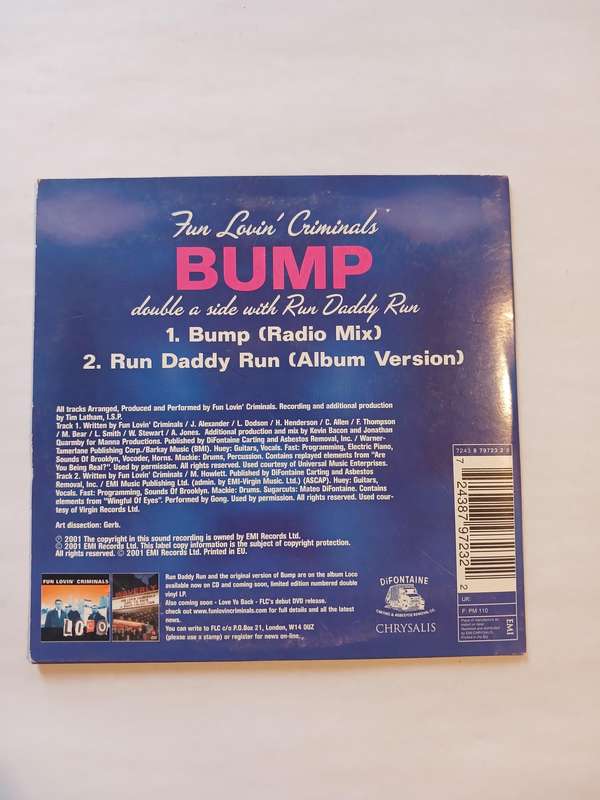 Fun Lovin' Criminals
BUMP
double a side with Run Daddy Run
1. Bump (Radio Mix)
2. Run Daddy Run (Album Version)
All tracks Arranged, Produced and Performed by Fun Lovin' Criminals. Recording and additional production
by Tim Latham, I.S.P.
Track 1. Written by Fun Lovin' Criminals / J. Alexander / L. Dodson / H. Henderson / C. Allen / F. Thompson
/ M. Bear / L. Smith / W. Stewart / A. Jones. Additional production and mix by Kevin Bacon and Jonathan
Quarmby for Manna Productions. Published by DiFontaine Carting and Asbestos Removal, Inc. / Warner-
Tamerlane Publishing Corp./Barkay Music (BMI). Huey: Guitars, Vocals. Fast: Programming, Electric Piano,
Sounds Of Brooklyn, Vocoder, Horns. Mackie: Drums, Percussion. Contains replayed elements from "Are
You Being Real?". Used by permission. All rights reserved. Used courtesy of Universal Music Enterprises.
Track 2. Written by Fun Lovin' Criminals / M. Howlett. Published by DiFontaine Carting and Asbestos
Removal, Inc. / EMI Music Publishing Ltd. (admin. by EMI-Virgin Music. Ltd.) (ASCAP). Huey: Guitars,
Vocals. Fast: Programming, Sounds Of Brooklyn. Mackie: Drums. Sugarcuts: Mateo DiFontaine. Contains
elements from "Wingful Of Eyes". Performed by Gong. Used by permission. All rights reserved. Used cour-
tesy of Virgin Records Ltd.
Art dissection: Gerb.
℗ 2001 The copyright in this sound recording is owned by EMI Records Ltd.
© 2001 EMI Records Ltd. This label copy information is the subject of copyright protection.
All rights reserved. © 2001 EMI Records Ltd. Printed in EU.
FUN LOVIN' CRIMINALS
LOCO
Run Daddy Run and the original version of Bump are on the album Loco
available now on CD and coming soon, limited edition numbered double
vinyl LP.
Also coming soon - Love Ya Back - FLC's debut DVD release.
check out www.funlovincriminals.com for full details and all the latest
news.
You can write to FLC c/o P.O.Box 21, London, W14 OUZ
(please use a stamp) or register for news on-line.
DiFONTAINE
CARTING & ASBESTOS REMOVAL CO.
CHRYSALIS
7243 8 79723 2 2
7 24387 97232 2
UK:
F: PM 110
EMI